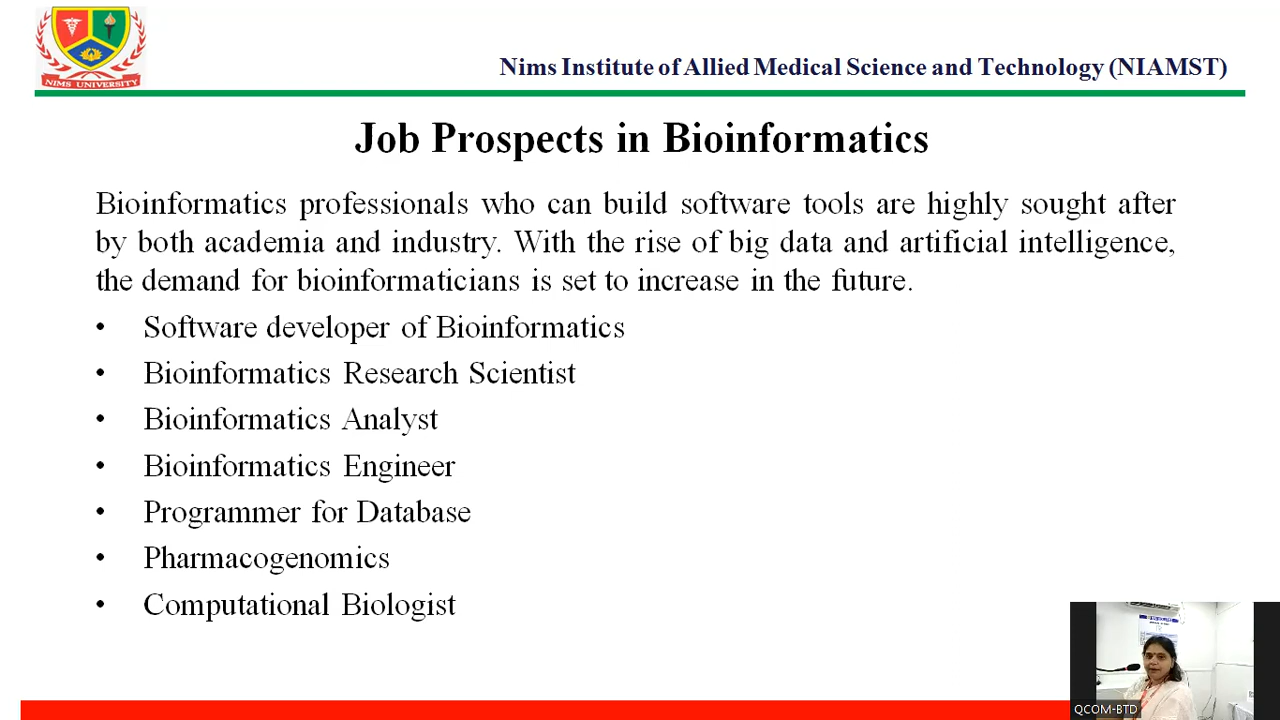 NIMS UNIVERSITY
Nims Institute of Allied Medical Science and Technology (NIAMST)
Job Prospects in Bioinformatics
Bioinformatics professionals who can build software tools are highly sought after
by both academia and industry. With the rise of big data and artificial intelligence,
the demand for bioinformaticians is set to increase in the future.
• Software developer of Bioinformatics
• Bioinformatics Research Scientist
• Bioinformatics Analyst
• Bioinformatics Engineer
• Programmer for Database
• Pharmacogenomics
• Computational Biologist
QCOM-BTD